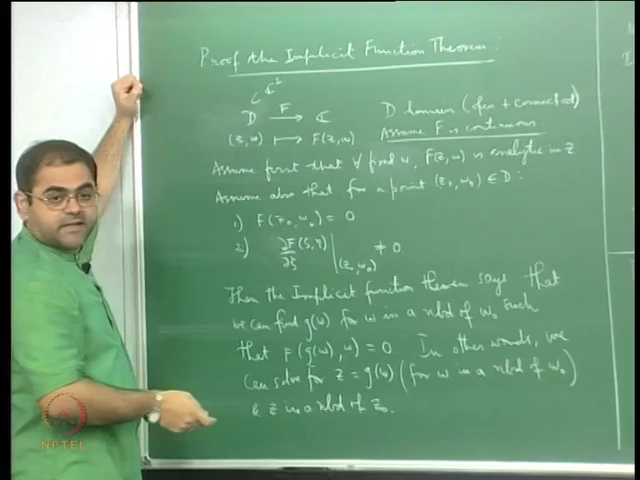 Proof the Implicit Function Theorem:
⊂ ℂ²
D F→ ℂ D domain (open + connected)
(z, w) ↦ F(z, w) Assume F is continuous
Assume first that ∀ fixed w, F(z, w) is analytic in z
Assume also that for a point (z₀, w₀) ∈ D:
1) F(z₀, w₀) = 0
2) ∂F(ζ, η)/∂ζ |(z₀, w₀) ≠ 0
Then the Implicit function theorem says that
we can find g(w) for w in a nbd of w₀ such
that F(g(w), w) = 0 In other words, we
can solve for z = g(w) (for w in a nbd of w₀)
& z in a nbd of z₀.
NPTEL